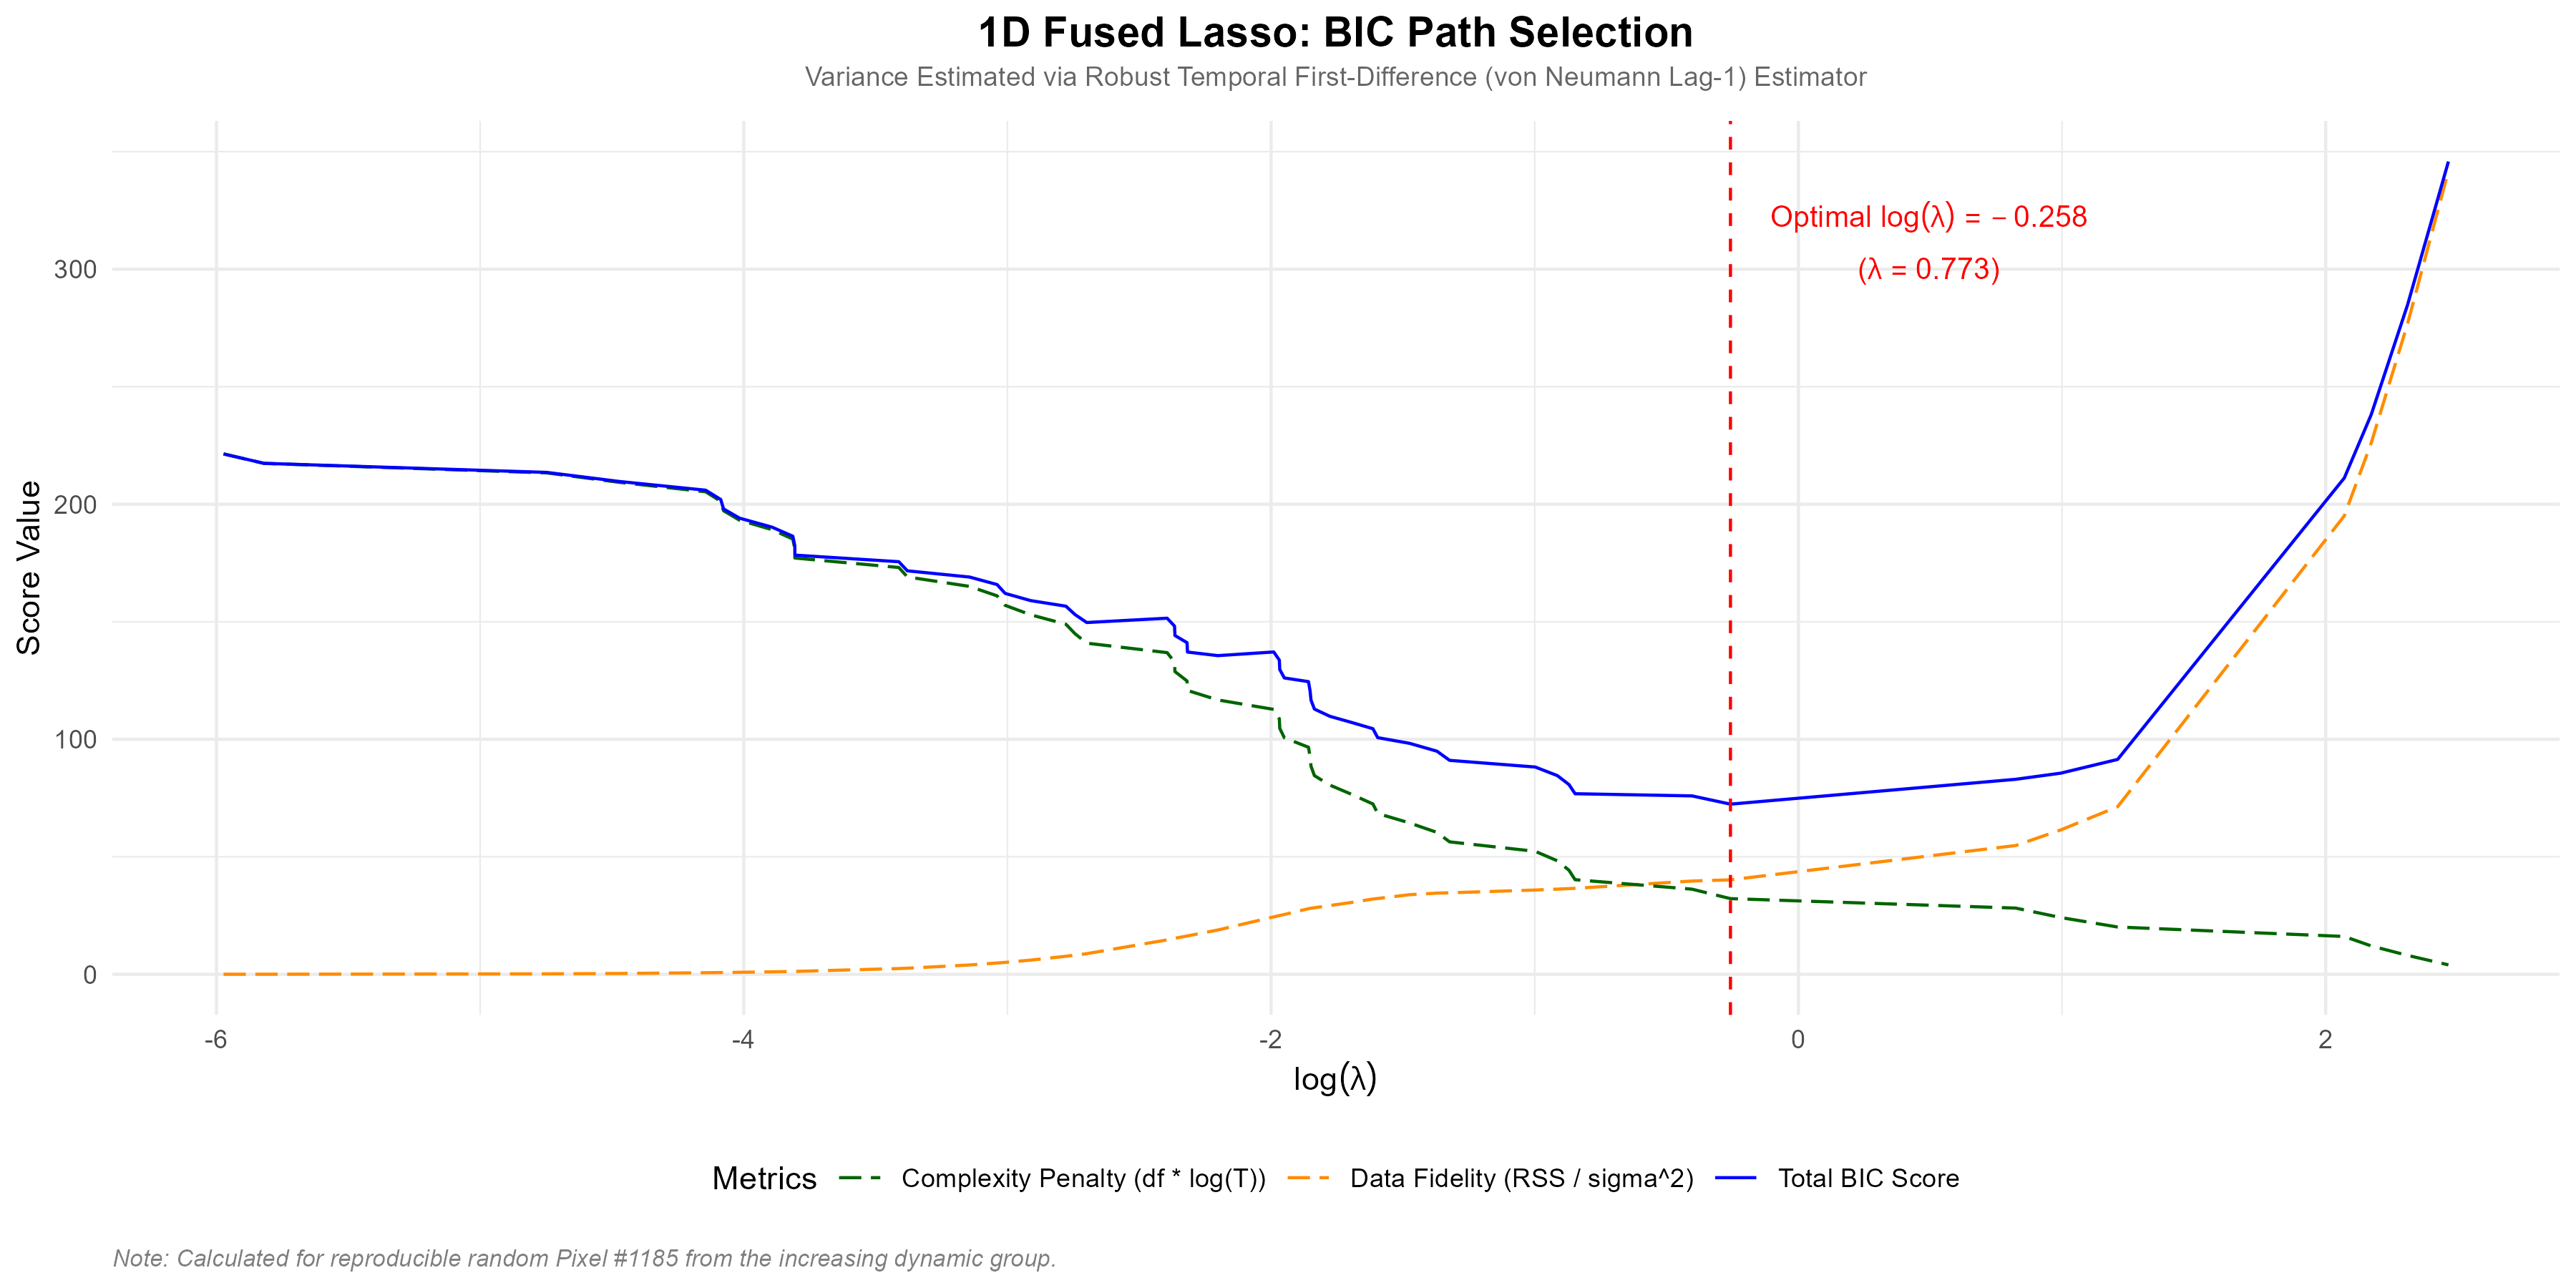 1D Fused Lasso: BIC Path Selection
Variance Estimated via Robust Temporal First-Difference (von Neumann Lag-1) Estimator
Score Value
300
200
100
0
Optimal log(λ) = − 0.258
(λ = 0.773)
-6
-4
-2
0
2
log(λ)
Metrics
Complexity Penalty (df * log(T))
Data Fidelity (RSS / sigma^2)
Total BIC Score
Note: Calculated for reproducible random Pixel #1185 from the increasing dynamic group.